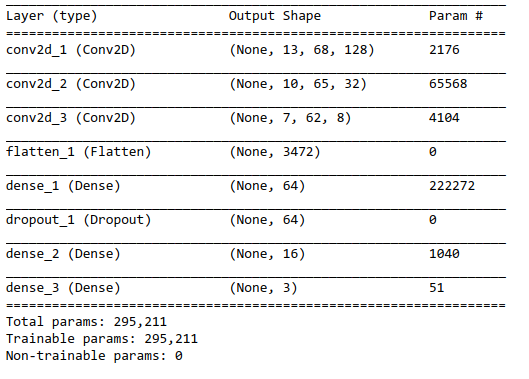 Layer (type) Output Shape Param #
conv2d_1 (Conv2D) (None, 13, 68, 128) 2176
conv2d_2 (Conv2D) (None, 10, 65, 32) 65568
conv2d_3 (Conv2D) (None, 7, 62, 8) 4104
flatten_1 (Flatten) (None, 3472) 0
dense_1 (Dense) (None, 64) 222272
dropout_1 (Dropout) (None, 64) 0
dense_2 (Dense) (None, 16) 1040
dense_3 (Dense) (None, 3) 51
Total params: 295,211
Trainable params: 295,211
Non-trainable params: 0